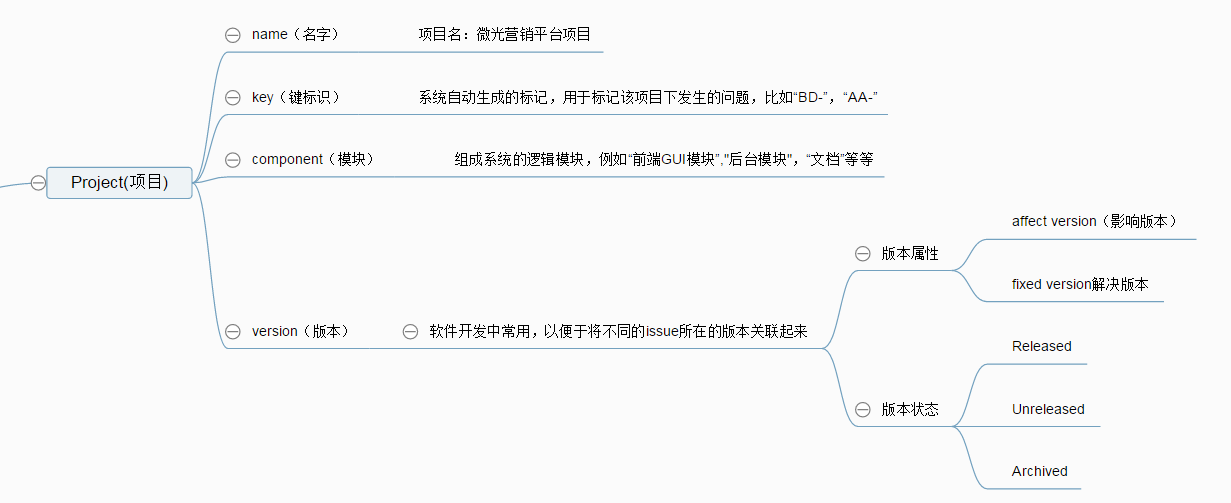 name（名字） 项目名：微光营销平台项目
key（键标识） 系统自动生成的标记，用于标记该项目下发生的问题，比如“BD-”，“AA-”
component（模块） 组成系统的逻辑模块，例如“前端GUI模块”,"后台模块"，“文档”等等
Project(项目)
affect version（影响版本）
版本属性
fixed version解决版本
version（版本） 软件开发中常用，以便于将不同的issue所在的版本关联起来
Released
版本状态
Unreleased
Archived